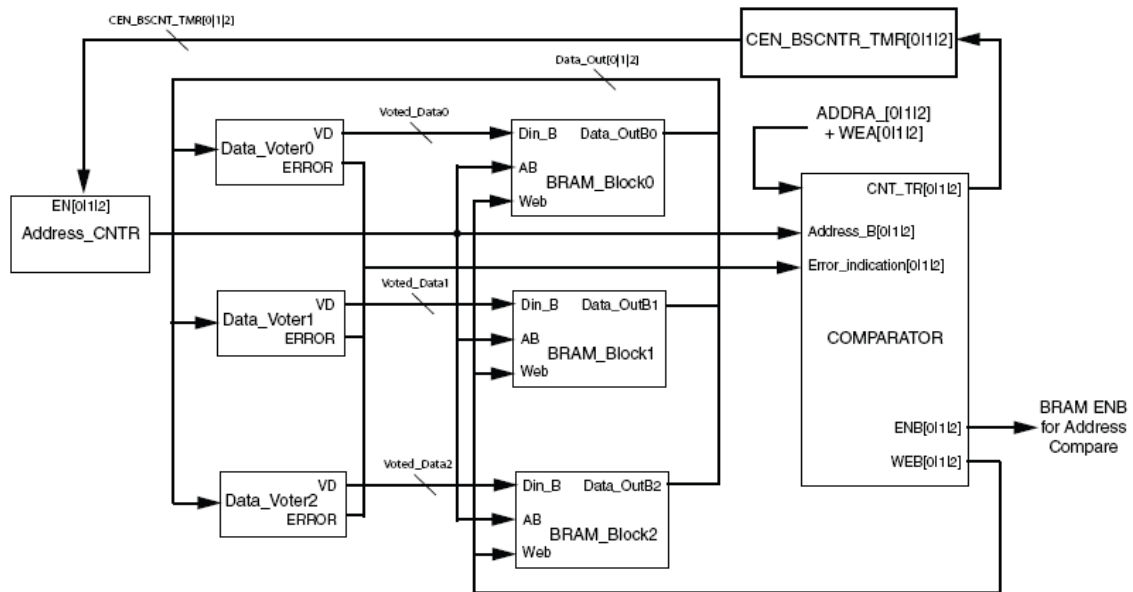 CEN_BSCNT_TMR[0|1|2]
CEN_BSCNTR_TMR[0|1|2]
Data_Out[0|1|2]
ADDRA_[0|1|2]
+ WEA[0|1|2]
Voted_Data0
VD
Data_Voter0
ERROR
Din_B
Data_OutB0
AB
BRAM_Block0
Web
EN[0|1|2]
Address_CNTR
CNT_TR[0|1|2]
Address_B[0|1|2]
Error_indication[0|1|2]
COMPARATOR
ENB[0|1|2]
WEB[0|1|2]
BRAM ENB
for Address
Compare
Voted_Data1
VD
Data_Voter1
ERROR
Din_B
Data_OutB1
AB
BRAM_Block1
Web
Voted_Data2
VD
Data_Voter2
ERROR
Din_B
Data_OutB2
AB
BRAM_Block2
Web